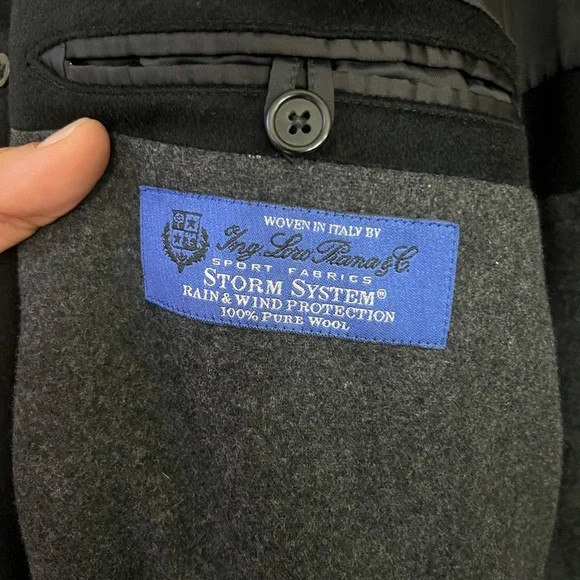 WOVEN IN ITALY BY
Ing. Loro Piana & C.
SPORT FABRICS
STORM SYSTEM®
RAIN & WIND PROTECTION
100% PURE WOOL